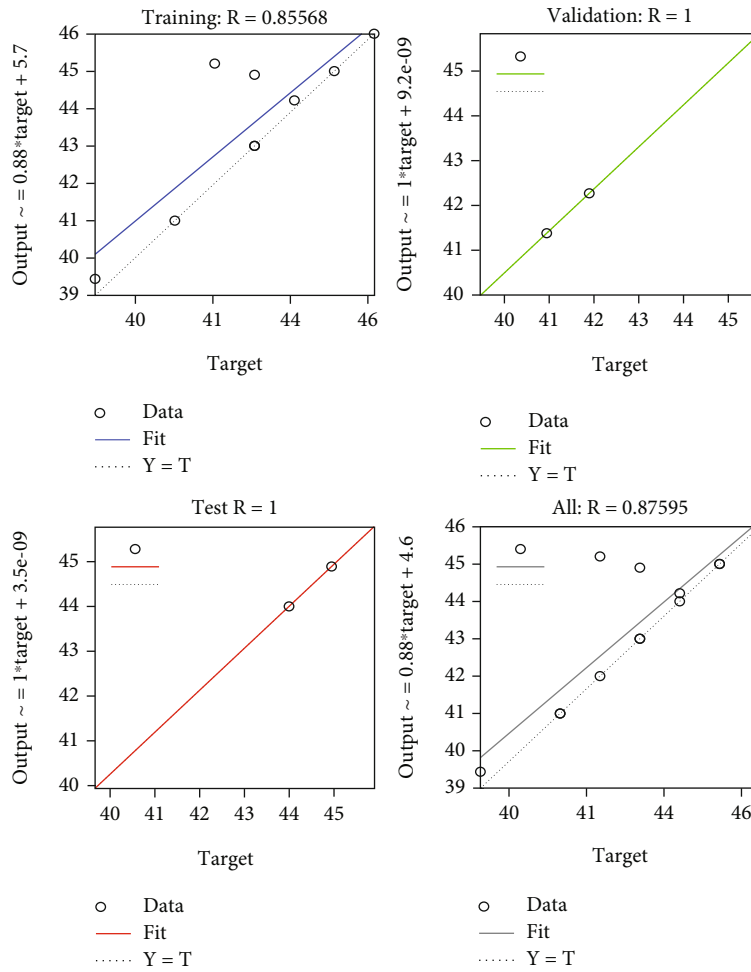 Training: R = 0.85568
Output ~ = 0.88*target + 5.7
46
45
44
43
42
41
40
39
40
41
44
46
Target
Data
Fit
Y = T
Validation: R = 1
Output ~ = 1*target + 9.2e-09
45
44
43
42
41
40
40
41
42
43
44
45
Target
Data
Fit
Y = T
Test R = 1
Output ~ = 1*target + 3.5e-09
45
44
43
42
41
40
40
41
42
43
44
45
Target
Data
Fit
Y = T
All: R = 0.87595
Output ~ = 0.88*target + 4.6
46
45
44
43
42
41
40
39
40
41
44
46
Target
Data
Fit
Y = T